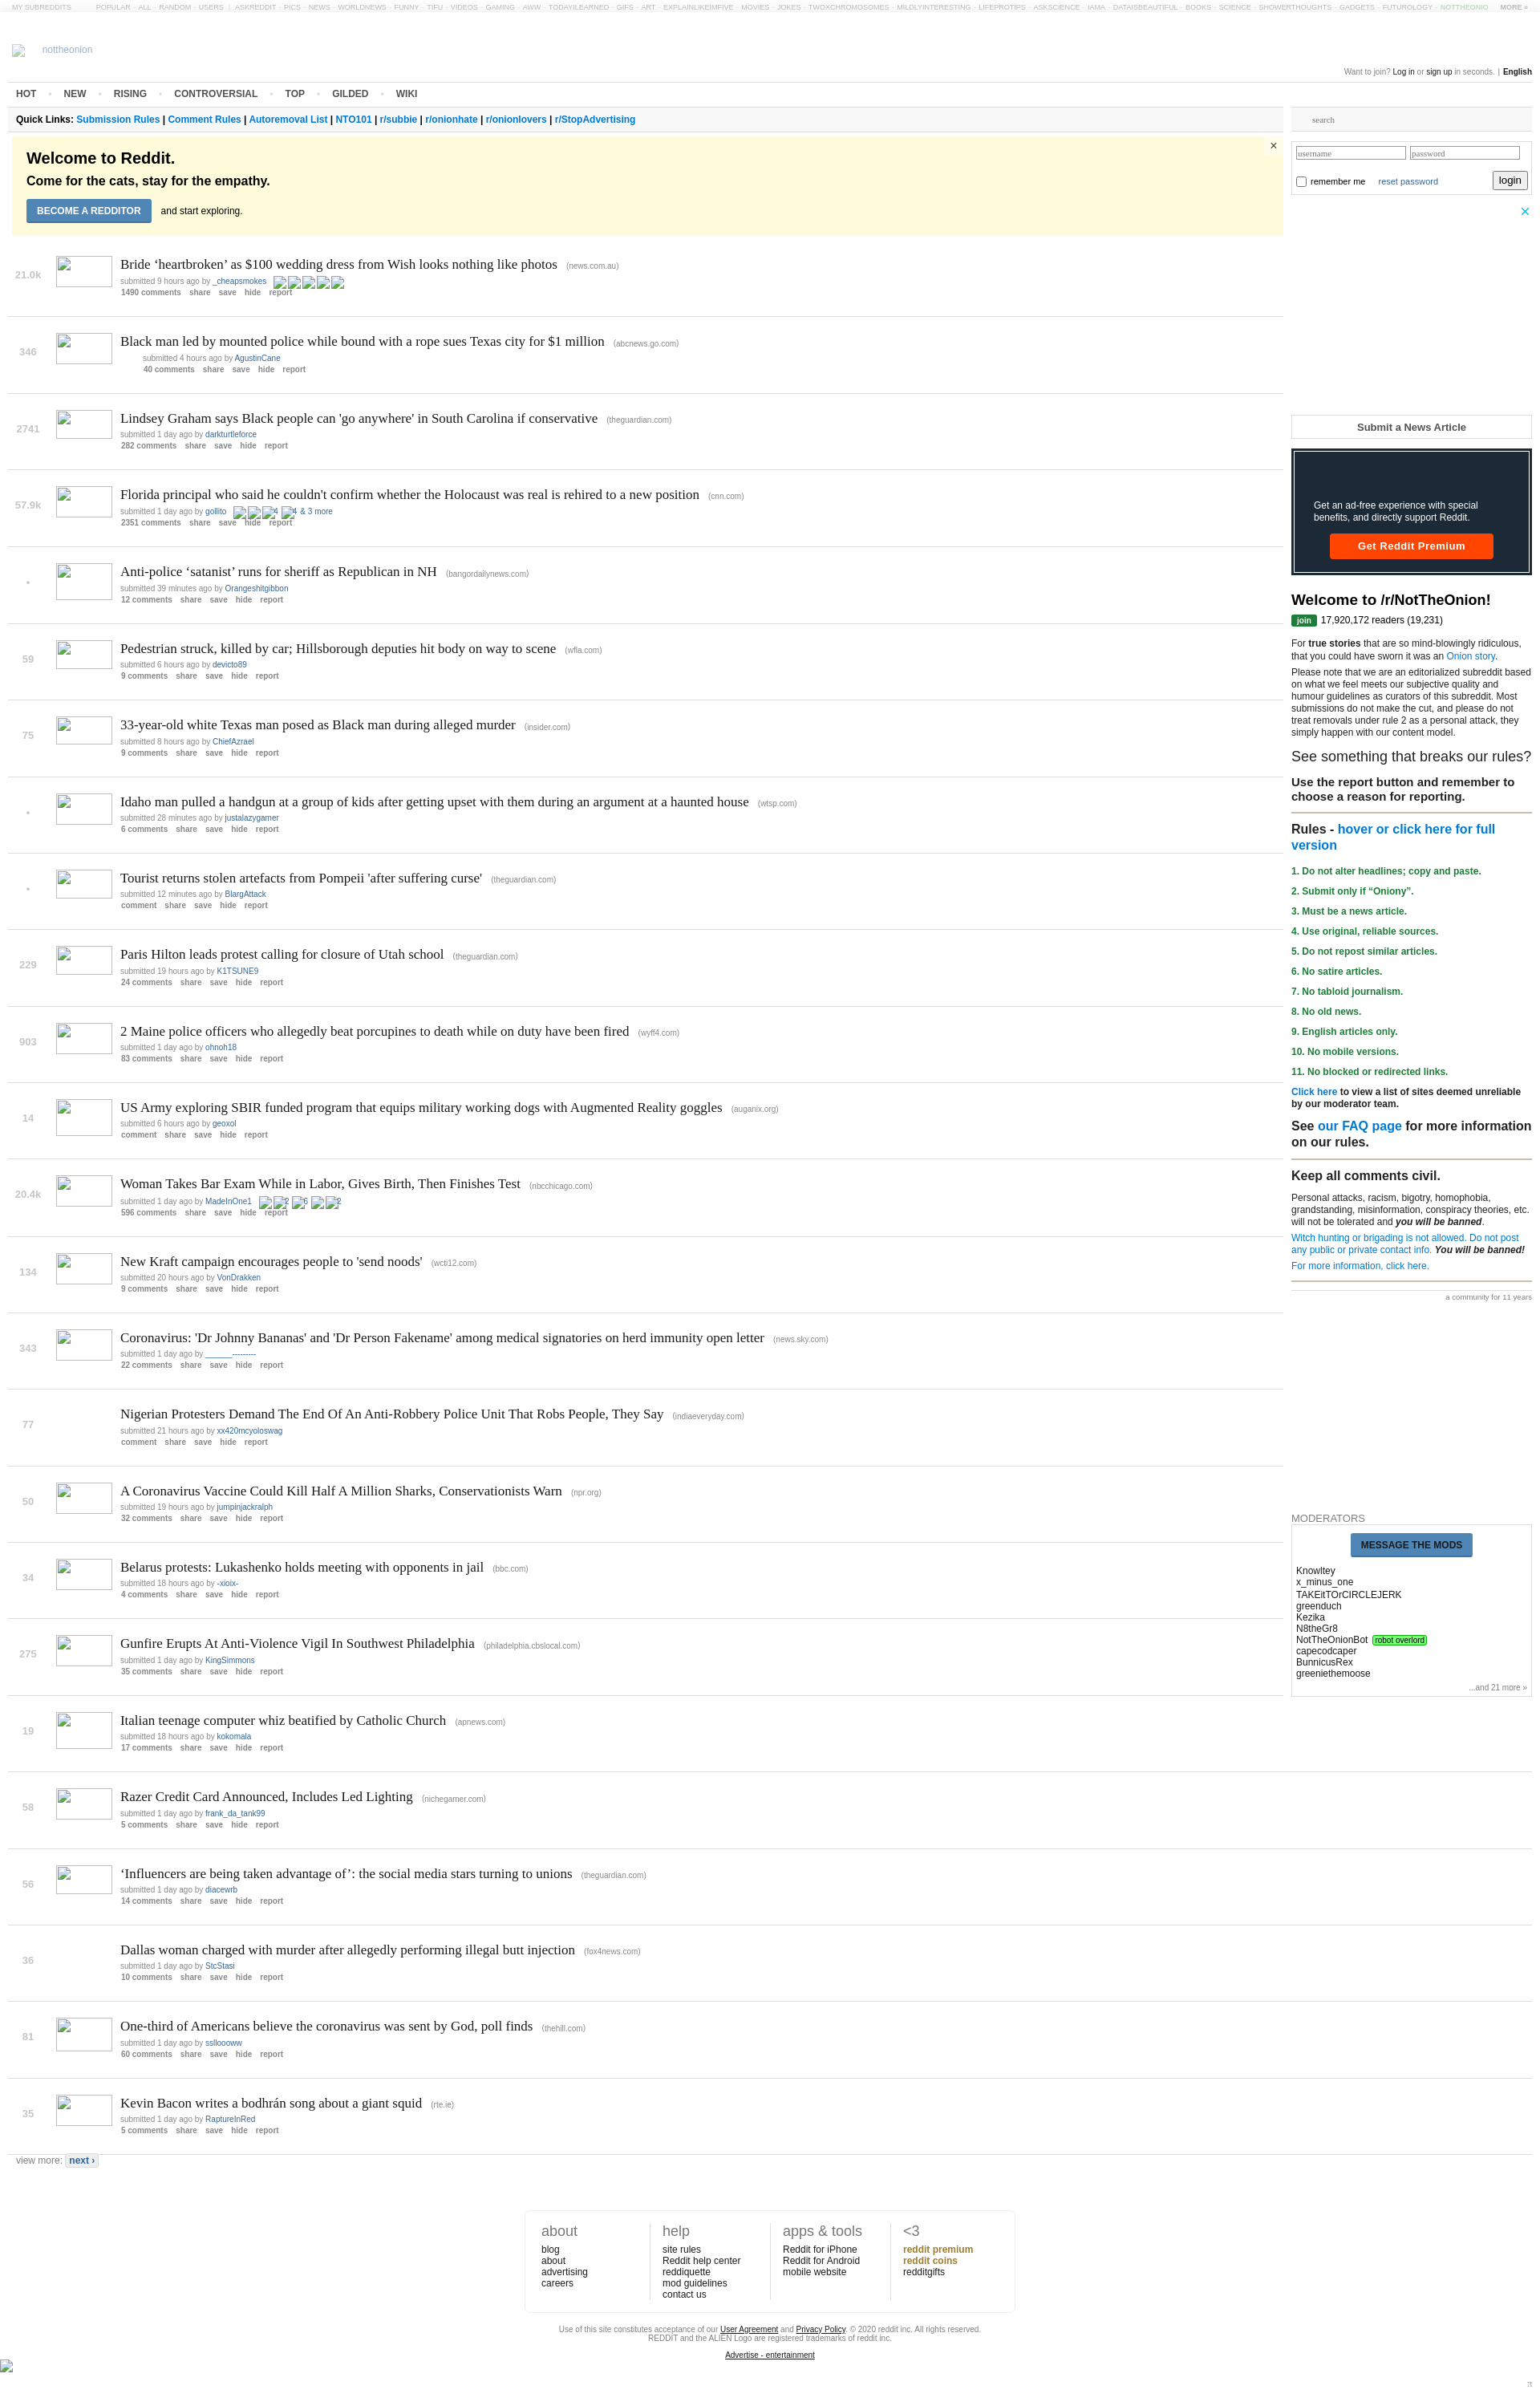 MY SUBREDDITS POPULAR - ALL - RANDOM - USERS | ASKREDDIT - PICS - NEWS - WORLDNEWS - FUNNY - TIFU - VIDEOS - GAMING - AWW - TODAYILEARNED - GIFS - ART - EXPLAINLIKEIMFIVE - MOVIES - JOKES - TWOXCHROMOSOMES - MILDLYINTERESTING - LIFEPROTIPS - ASKSCIENCE - IAMA - DATAISBEAUTIFUL - BOOKS - SCIENCE - SHOWERTHOUGHTS - GADGETS - FUTUROLOGY - NOTTHEONIO MORE »
nottheonion
Want to join? Log in or sign up in seconds. | English
HOT • NEW • RISING • CONTROVERSIAL • TOP • GILDED • WIKI
Quick Links: Submission Rules | Comment Rules | Autoremoval List | NTO101 | r/subbie | r/onionhate | r/onionlovers | r/StopAdvertising
Welcome to Reddit.
Come for the cats, stay for the empathy.
BECOME A REDDITOR and start exploring.
×
21.0k
Bride ‘heartbroken’ as $100 wedding dress from Wish looks nothing like photos (news.com.au)
submitted 9 hours ago by _cheapsmokes
1490 comments share save hide report
346
Black man led by mounted police while bound with a rope sues Texas city for $1 million (abcnews.go.com)
submitted 4 hours ago by AgustinCane
40 comments share save hide report
2741
Lindsey Graham says Black people can 'go anywhere' in South Carolina if conservative (theguardian.com)
submitted 1 day ago by darkturtleforce
282 comments share save hide report
57.9k
Florida principal who said he couldn't confirm whether the Holocaust was real is rehired to a new position (cnn.com)
submitted 1 day ago by gollito 4 4 & 3 more
2351 comments share save hide report
•
Anti-police ‘satanist’ runs for sheriff as Republican in NH (bangordailynews.com)
submitted 39 minutes ago by Orangeshitgibbon
12 comments share save hide report
59
Pedestrian struck, killed by car; Hillsborough deputies hit body on way to scene (wfla.com)
submitted 6 hours ago by devicto89
9 comments share save hide report
75
33-year-old white Texas man posed as Black man during alleged murder (insider.com)
submitted 8 hours ago by ChiefAzrael
9 comments share save hide report
•
Idaho man pulled a handgun at a group of kids after getting upset with them during an argument at a haunted house (wtsp.com)
submitted 28 minutes ago by justalazygamer
6 comments share save hide report
•
Tourist returns stolen artefacts from Pompeii 'after suffering curse' (theguardian.com)
submitted 12 minutes ago by BlargAttack
comment share save hide report
229
Paris Hilton leads protest calling for closure of Utah school (theguardian.com)
submitted 19 hours ago by K1TSUNE9
24 comments share save hide report
903
2 Maine police officers who allegedly beat porcupines to death while on duty have been fired (wyff4.com)
submitted 1 day ago by ohnoh18
83 comments share save hide report
14
US Army exploring SBIR funded program that equips military working dogs with Augmented Reality goggles (auganix.org)
submitted 6 hours ago by geoxol
comment share save hide report
20.4k
Woman Takes Bar Exam While in Labor, Gives Birth, Then Finishes Test (nbcchicago.com)
submitted 1 day ago by MadeInOne1 2 6 2
596 comments share save hide report
134
New Kraft campaign encourages people to 'send noods' (wcti12.com)
submitted 20 hours ago by VonDrakken
9 comments share save hide report
343
Coronavirus: 'Dr Johnny Bananas' and 'Dr Person Fakename' among medical signatories on herd immunity open letter (news.sky.com)
submitted 1 day ago by ______---------
22 comments share save hide report
77
Nigerian Protesters Demand The End Of An Anti-Robbery Police Unit That Robs People, They Say (indiaeveryday.com)
submitted 21 hours ago by xx420mcyoloswag
comment share save hide report
50
A Coronavirus Vaccine Could Kill Half A Million Sharks, Conservationists Warn (npr.org)
submitted 19 hours ago by jumpinjackralph
32 comments share save hide report
34
Belarus protests: Lukashenko holds meeting with opponents in jail (bbc.com)
submitted 18 hours ago by -xioix-
4 comments share save hide report
275
Gunfire Erupts At Anti-Violence Vigil In Southwest Philadelphia (philadelphia.cbslocal.com)
submitted 1 day ago by KingSimmons
35 comments share save hide report
19
Italian teenage computer whiz beatified by Catholic Church (apnews.com)
submitted 18 hours ago by kokomala
17 comments share save hide report
58
Razer Credit Card Announced, Includes Led Lighting (nichegamer.com)
submitted 1 day ago by frank_da_tank99
5 comments share save hide report
56
‘Influencers are being taken advantage of’: the social media stars turning to unions (theguardian.com)
submitted 1 day ago by diacewrb
14 comments share save hide report
36
Dallas woman charged with murder after allegedly performing illegal butt injection (fox4news.com)
submitted 1 day ago by StcStasi
10 comments share save hide report
81
One-third of Americans believe the coronavirus was sent by God, poll finds (thehill.com)
submitted 1 day ago by sslloooww
60 comments share save hide report
35
Kevin Bacon writes a bodhrán song about a giant squid (rte.ie)
submitted 1 day ago by RaptureInRed
5 comments share save hide report
view more: next ›
search
username password
remember me reset password login
Submit a News Article
Get an ad-free experience with special
benefits, and directly support Reddit.
Get Reddit Premium
Welcome to /r/NotTheOnion!
join 17,920,172 readers (19,231)
For true stories that are so mind-blowingly ridiculous,
that you could have sworn it was an Onion story.
Please note that we are an editorialized subreddit based
on what we feel meets our subjective quality and
humour guidelines as curators of this subreddit. Most
submissions do not make the cut, and please do not
treat removals under rule 2 as a personal attack, they
simply happen with our content model.
See something that breaks our rules?
Use the report button and remember to
choose a reason for reporting.
Rules - hover or click here for full
version
1. Do not alter headlines; copy and paste.
2. Submit only if “Oniony”.
3. Must be a news article.
4. Use original, reliable sources.
5. Do not repost similar articles.
6. No satire articles.
7. No tabloid journalism.
8. No old news.
9. English articles only.
10. No mobile versions.
11. No blocked or redirected links.
Click here to view a list of sites deemed unreliable
by our moderator team.
See our FAQ page for more information
on our rules.
Keep all comments civil.
Personal attacks, racism, bigotry, homophobia,
grandstanding, misinformation, conspiracy theories, etc.
will not be tolerated and you will be banned.
Witch hunting or brigading is not allowed. Do not post
any public or private contact info. You will be banned!
For more information, click here.
a community for 11 years
MODERATORS
MESSAGE THE MODS
Knowltey
x_minus_one
TAKEitTOrCIRCLEJERK
greenduch
Kezika
N8theGr8
NotTheOnionBot robot overlord
capecodcaper
BunnicusRex
greeniethemoose
...and 21 more »
about
blog
about
advertising
careers
help
site rules
Reddit help center
reddiquette
mod guidelines
contact us
apps & tools
Reddit for iPhone
Reddit for Android
mobile website
<3
reddit premium
reddit coins
redditgifts
Use of this site constitutes acceptance of our User Agreement and Privacy Policy. © 2020 reddit inc. All rights reserved.
REDDIT and the ALIEN Logo are registered trademarks of reddit inc.
Advertise - entertainment
π